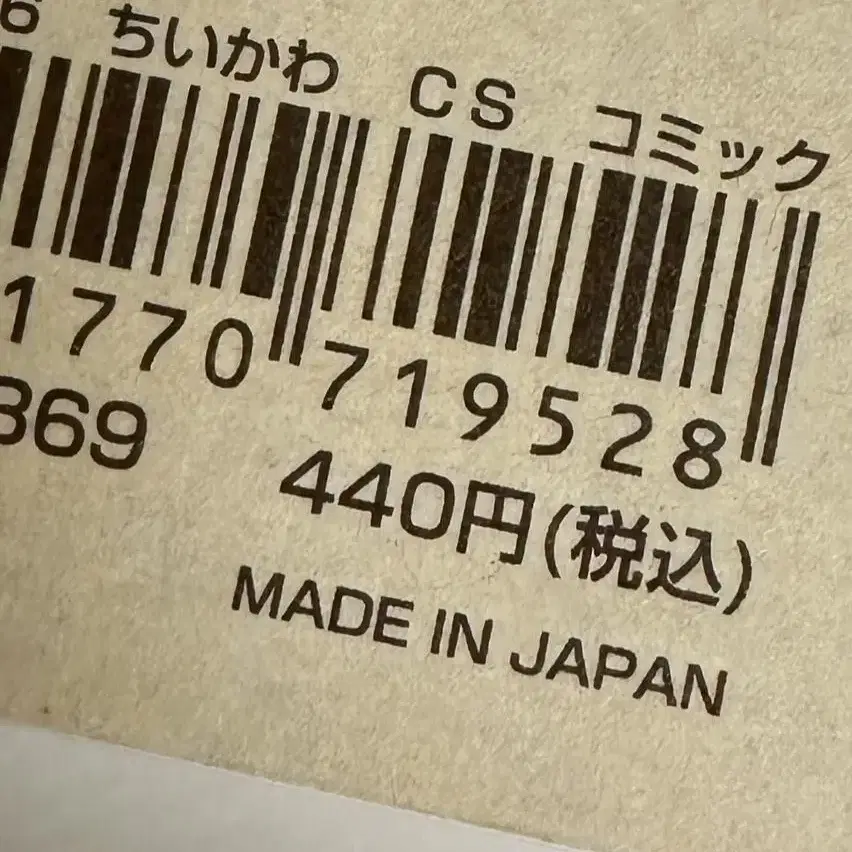 6 ちいかわ CS コミック
1770 719528
369 440円(税込)
MADE IN JAPAN